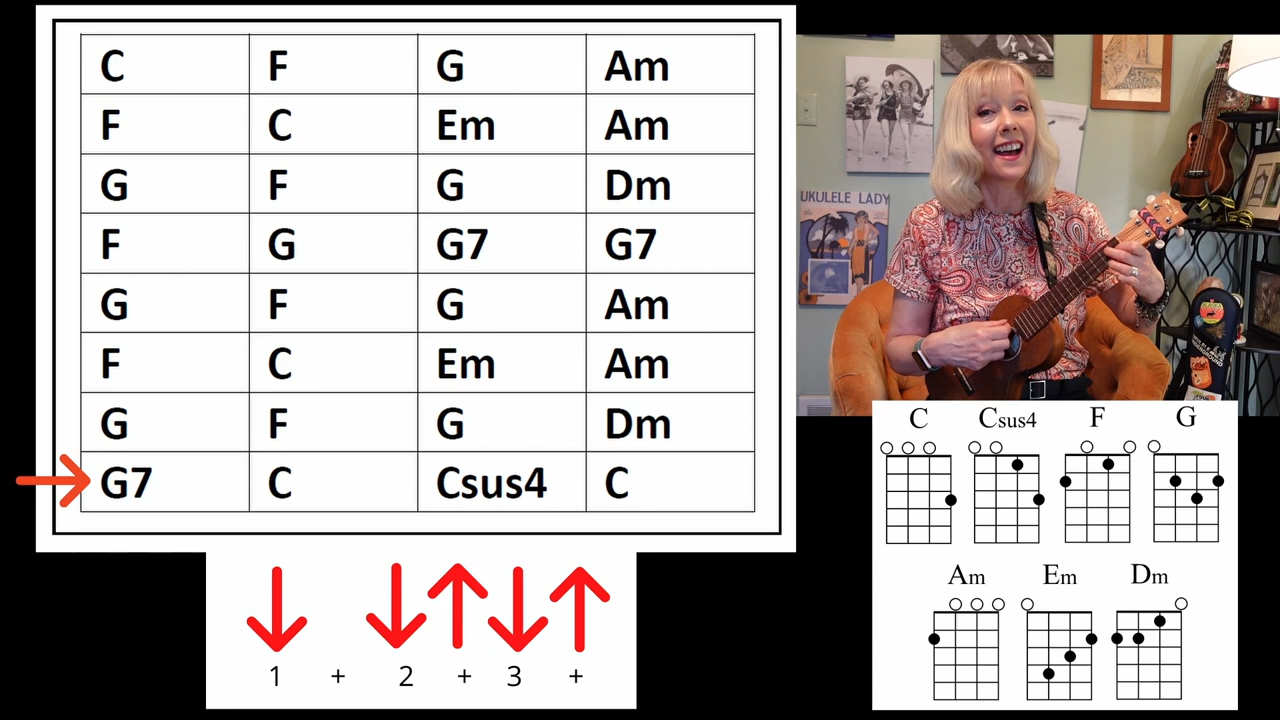 C F G Am
F C Em Am
G F G Dm
F G G7 G7
G F G Am
F C Em Am
G F G Dm
G7 C Csus4 C
1 + 2 + 3 +
UKULELE LADY
ALASKA
C Csus4 F G
Am Em Dm